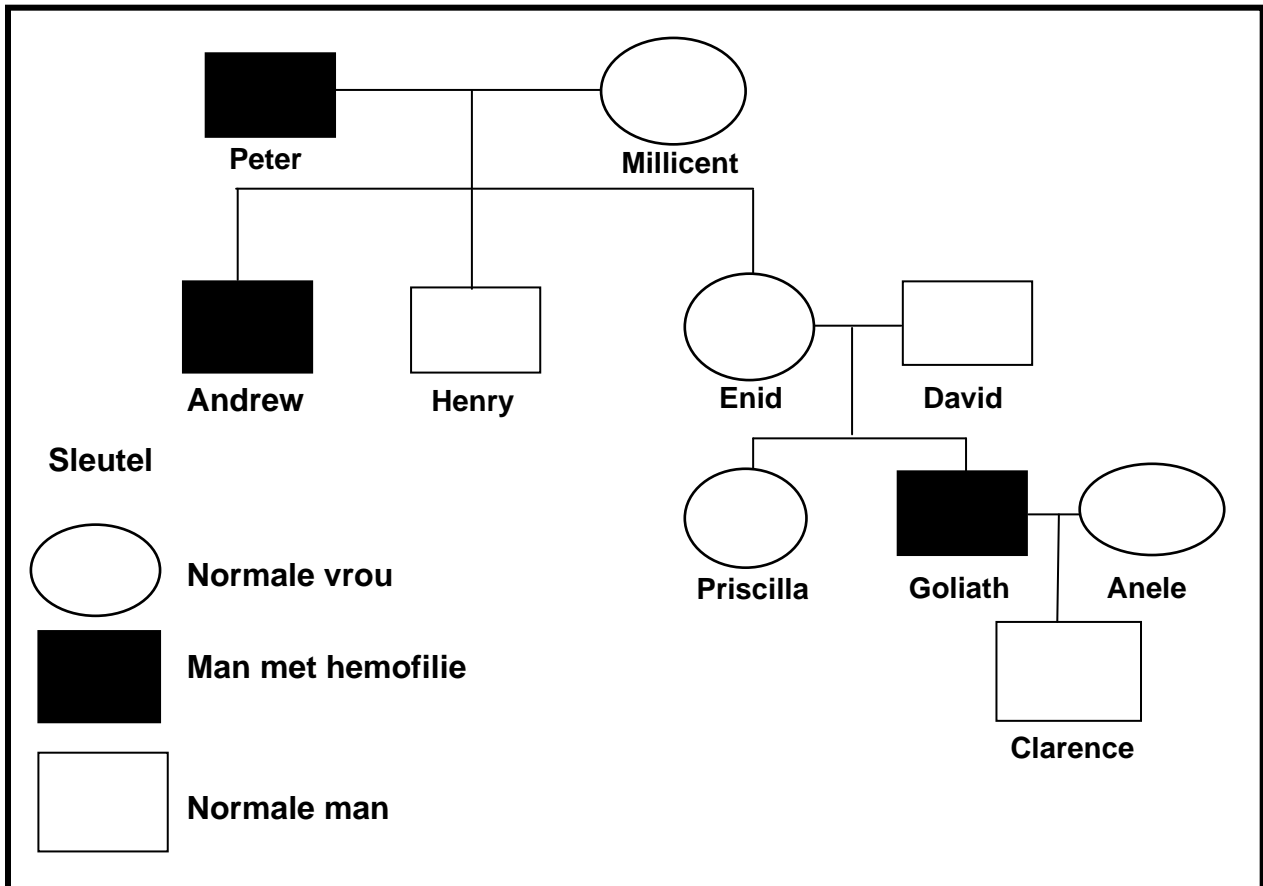 Peter
Millicent
Andrew
Henry
Enid
David
Sleutel
Normale vrou
Priscilla
Goliath
Anele
Man met hemofilie
Clarence
Normale man